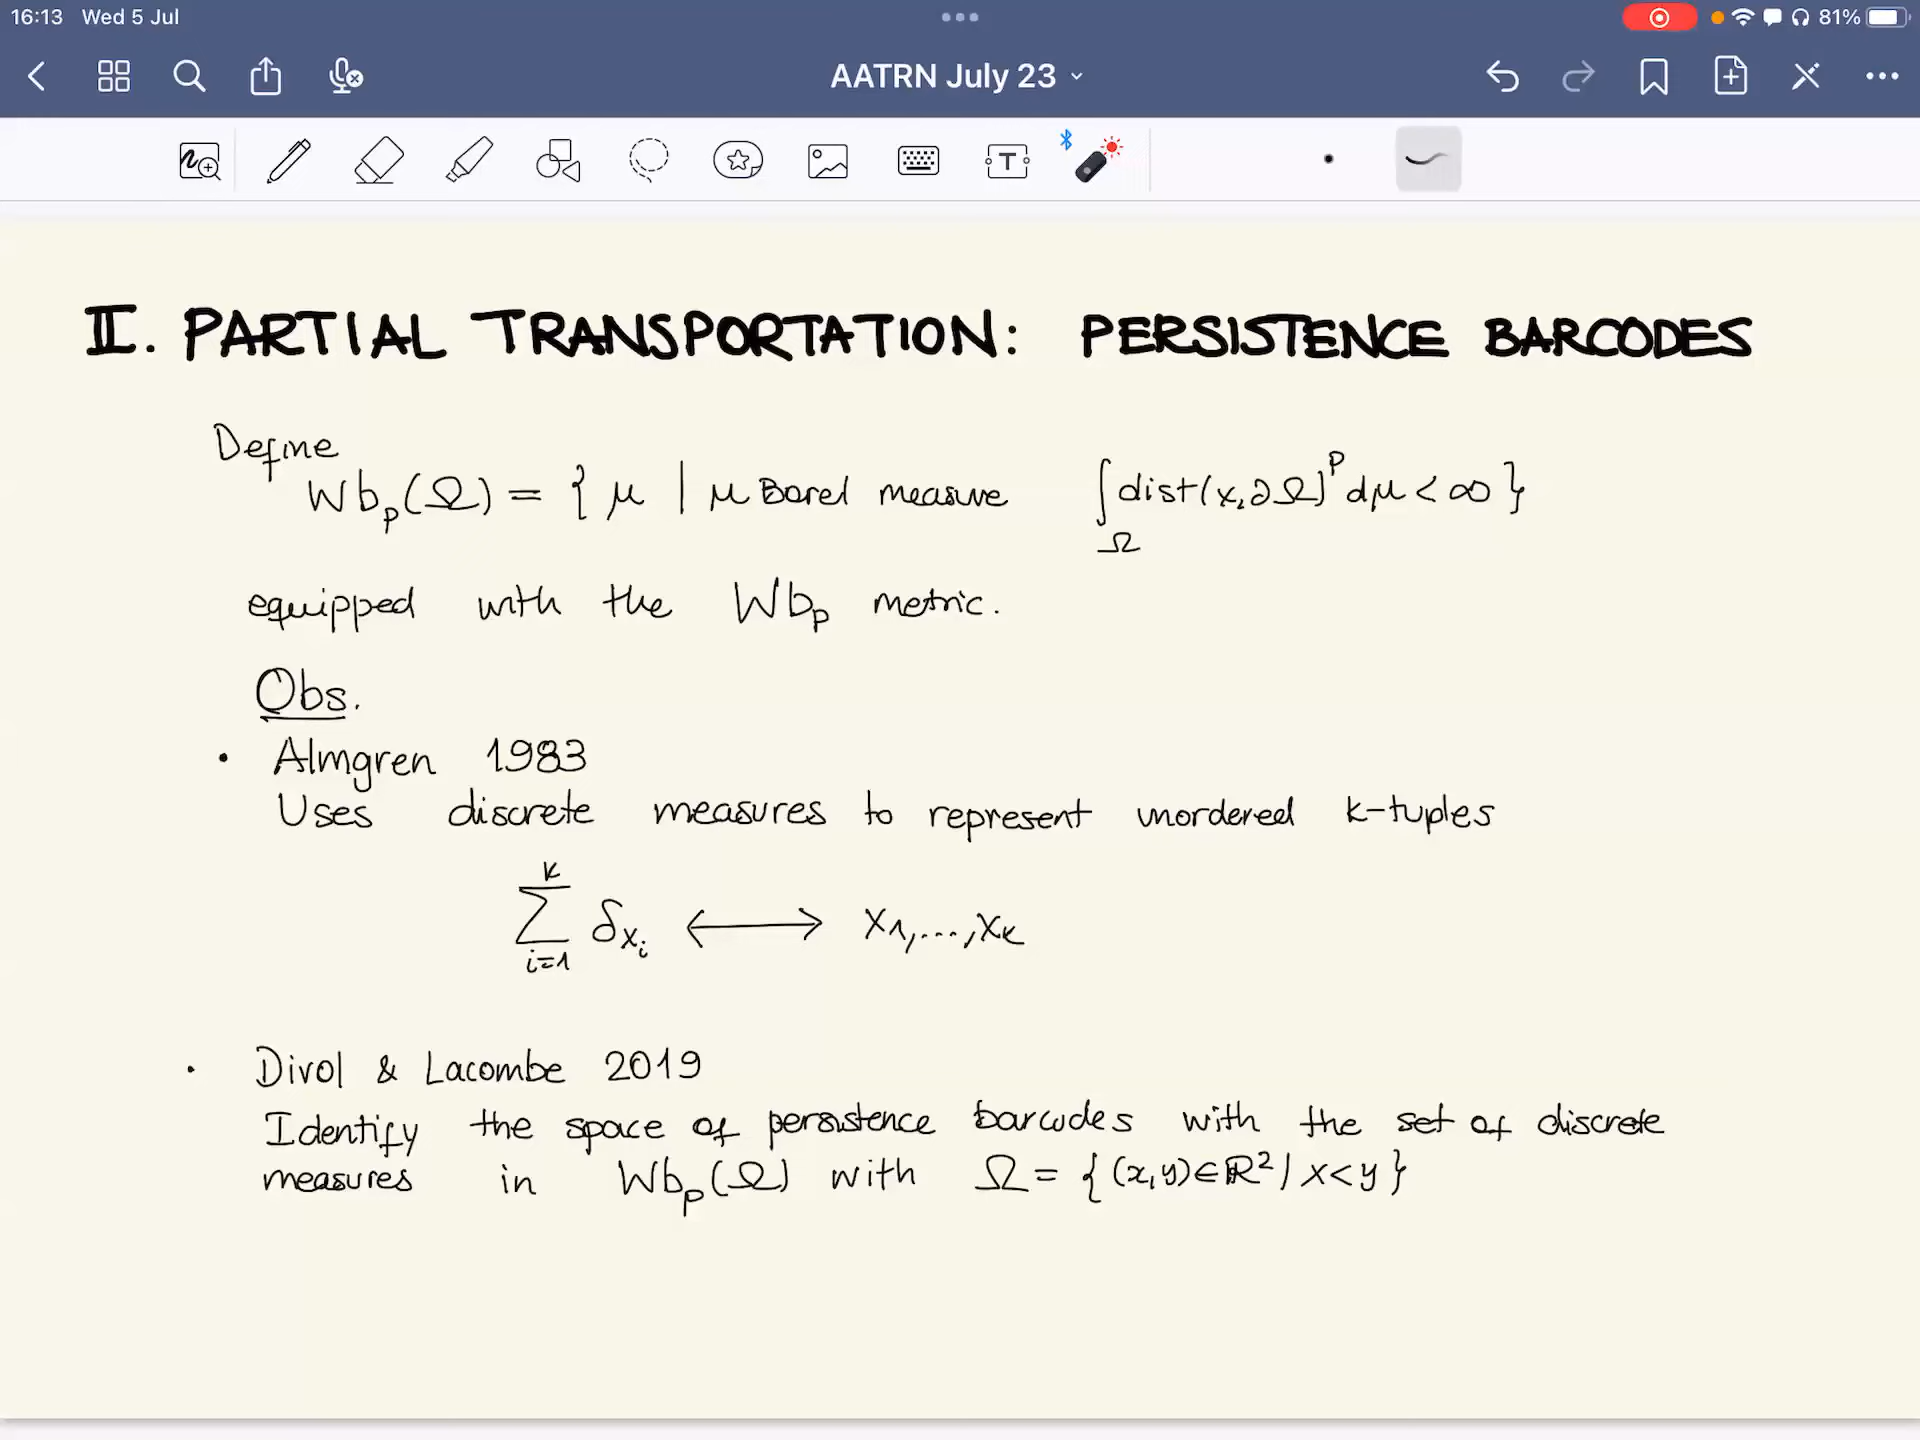 16:13 Wed 5 Jul
81%
AATRN July 23
T
II. PARTIAL TRANSPORTATION: PERSISTENCE BARCODES
Define
Wb_p(Ω) = { μ | μ Borel measure ∫_Ω dist(x,∂Ω)^p dμ < ∞ }
equipped with the Wb_p metric.
Obs.
• Almgren 1983
Uses discrete measures to represent unordered k-tuples
∑_{i=1}^{k} δ_{x_i} ⟷ x_1,...,x_k
• Divol & Lacombe 2019
Identify the space of persistence barcodes with the set of discrete
measures in Wb_p(Ω) with Ω = { (x,y) ∈ ℝ² | x < y }